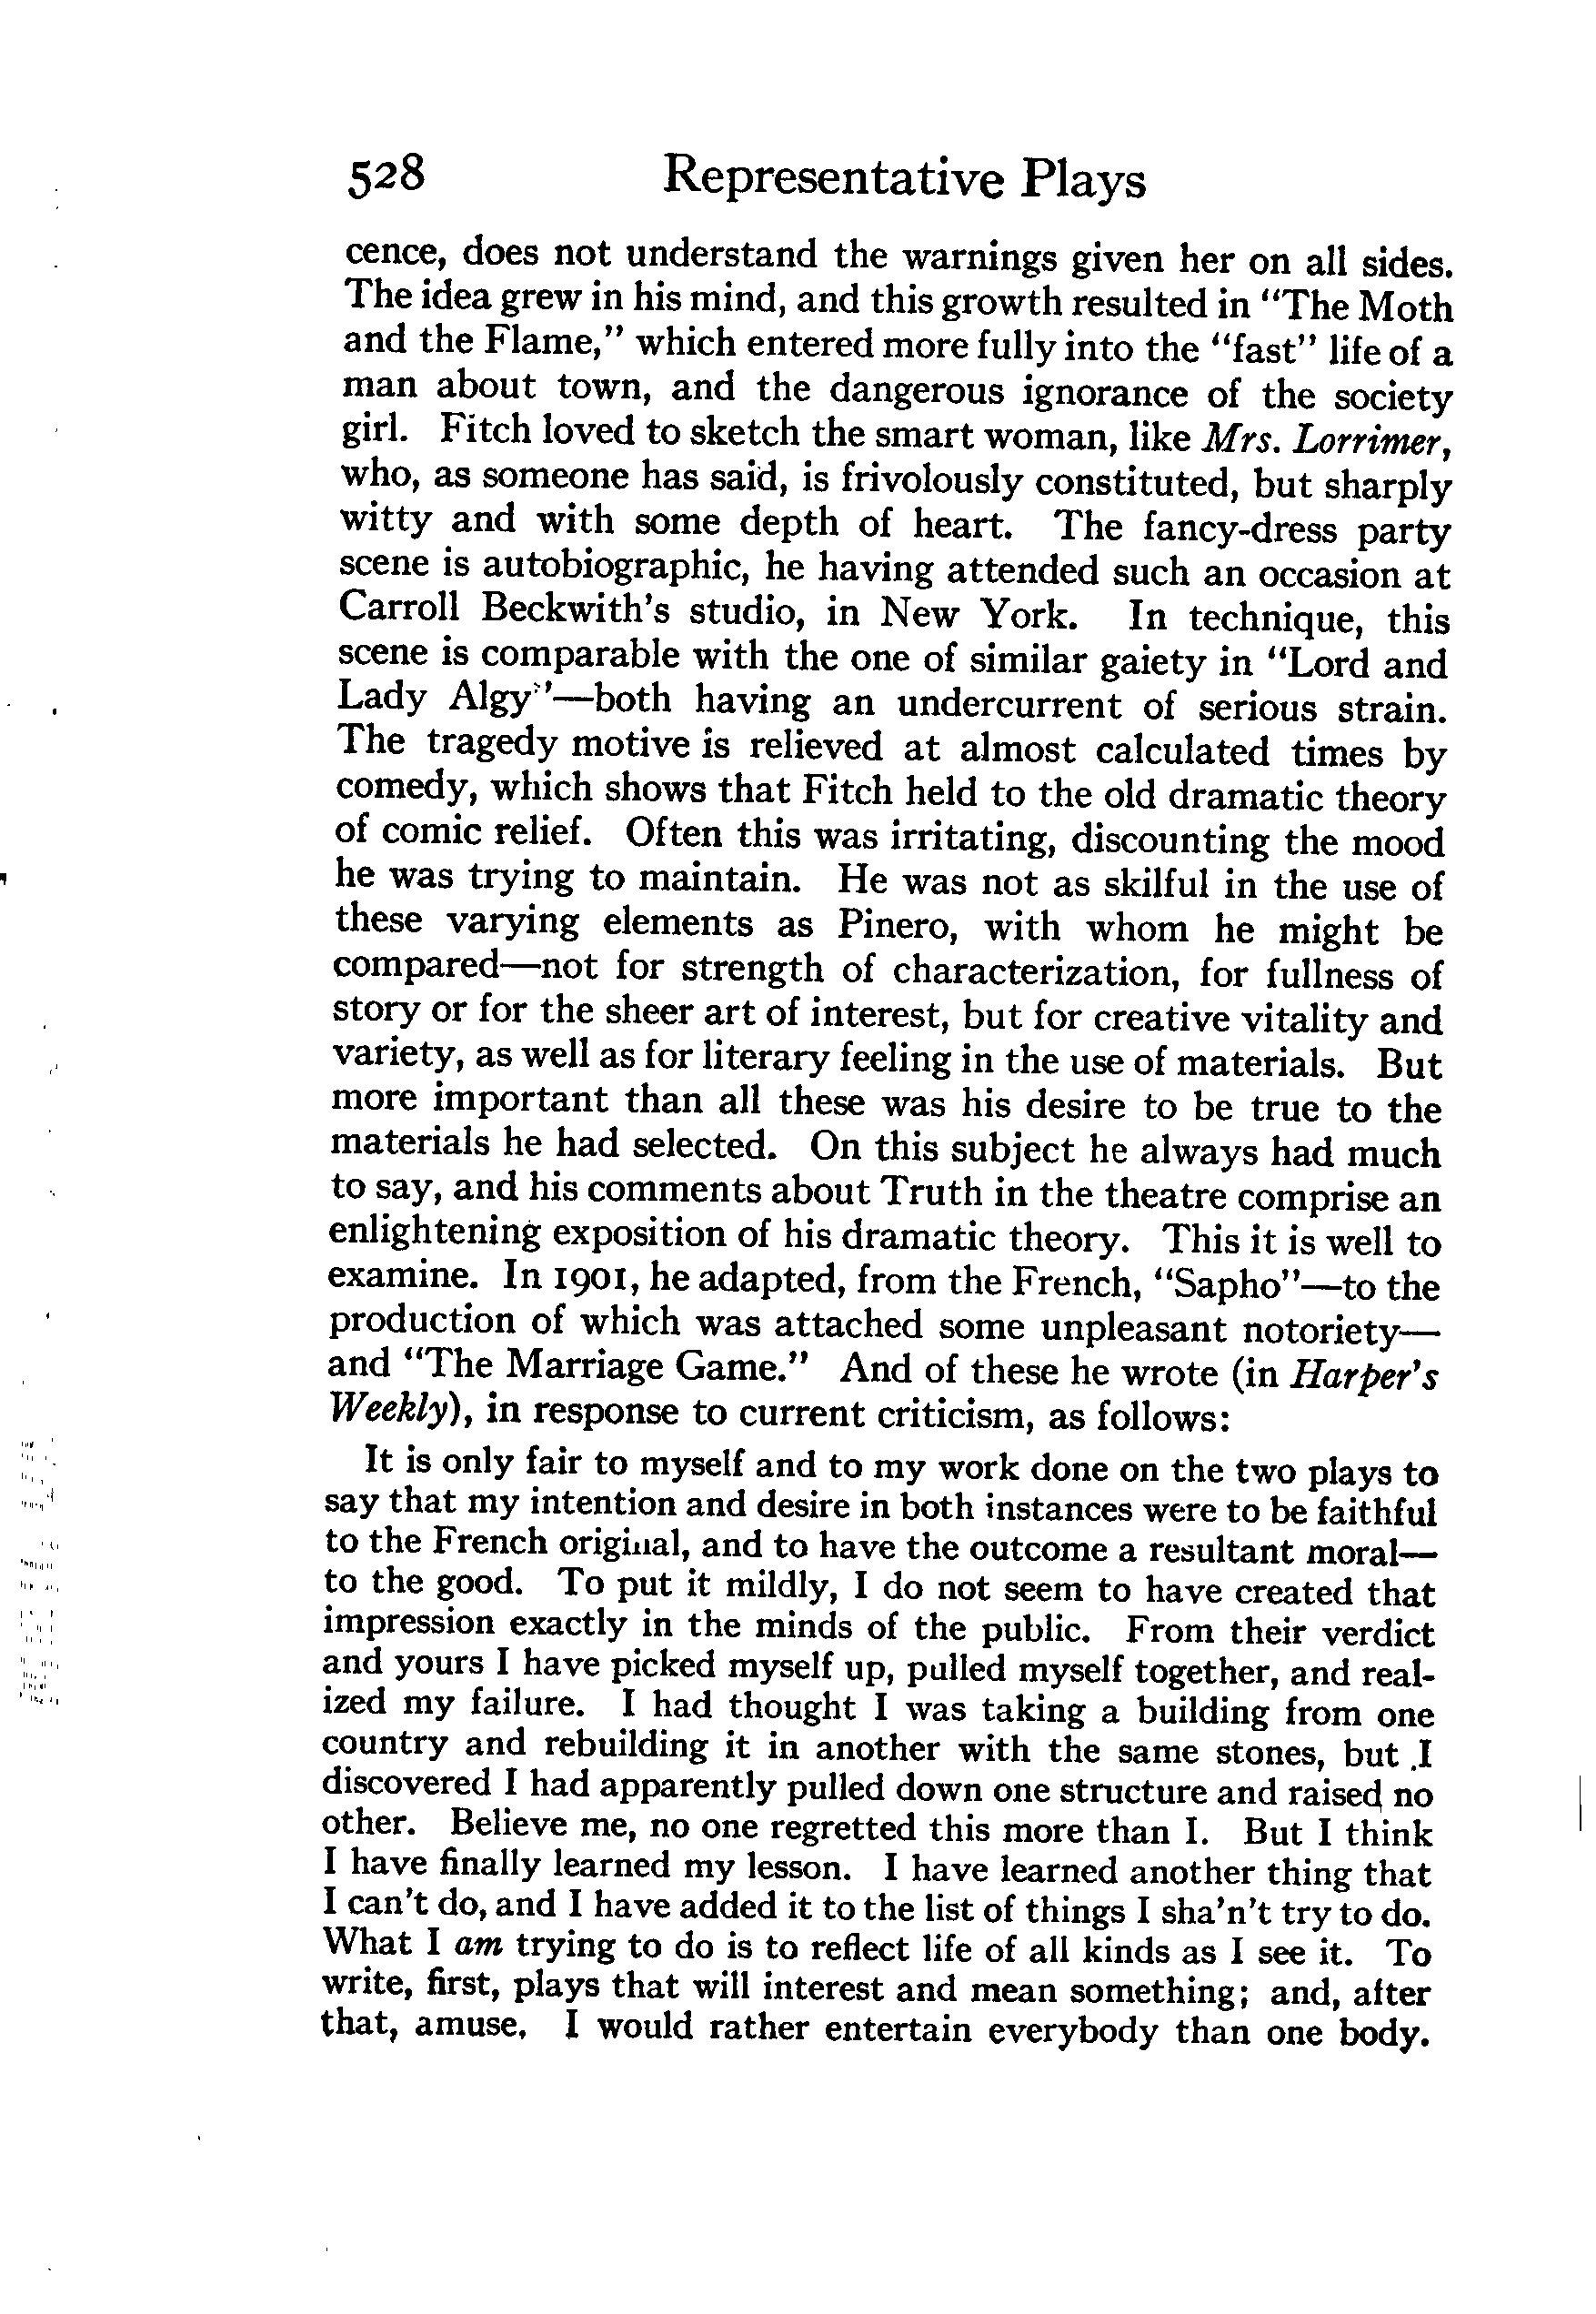 528 Representative Plays
cence, does not understand the warnings given her on all sides.
The idea grew in his mind, and this growth resulted in "The Moth
and the Flame," which entered more fully into the "fast" life of a
man about town, and the dangerous ignorance of the society
girl. Fitch loved to sketch the smart woman, like Mrs. Lorrimer,
who, as someone has said, is frivolously constituted, but sharply
witty and with some depth of heart. The fancy-dress party
scene is autobiographic, he having attended such an occasion at
Carroll Beckwith's studio, in New York. In technique, this
scene is comparable with the one of similar gaiety in "Lord and
Lady Algy"—both having an undercurrent of serious strain.
The tragedy motive is relieved at almost calculated times by
comedy, which shows that Fitch held to the old dramatic theory
of comic relief. Often this was irritating, discounting the mood
he was trying to maintain. He was not as skilful in the use of
these varying elements as Pinero, with whom he might be
compared—not for strength of characterization, for fullness of
story or for the sheer art of interest, but for creative vitality and
variety, as well as for literary feeling in the use of materials. But
more important than all these was his desire to be true to the
materials he had selected. On this subject he always had much
to say, and his comments about Truth in the theatre comprise an
enlightening exposition of his dramatic theory. This it is well to
examine. In 1901, he adapted, from the French, "Sapho"—to the
production of which was attached some unpleasant notoriety—
and "The Marriage Game." And of these he wrote (in Harper's
Weekly), in response to current criticism, as follows:
It is only fair to myself and to my work done on the two plays to
say that my intention and desire in both instances were to be faithful
to the French original, and to have the outcome a resultant moral—
to the good. To put it mildly, I do not seem to have created that
impression exactly in the minds of the public. From their verdict
and yours I have picked myself up, pulled myself together, and real-
ized my failure. I had thought I was taking a building from one
country and rebuilding it in another with the same stones, but I
discovered I had apparently pulled down one structure and raised no
other. Believe me, no one regretted this more than I. But I think
I have finally learned my lesson. I have learned another thing that
I can't do, and I have added it to the list of things I sha'n't try to do.
What I am trying to do is to reflect life of all kinds as I see it. To
write, first, plays that will interest and mean something; and, after
that, amuse. I would rather entertain everybody than one body.